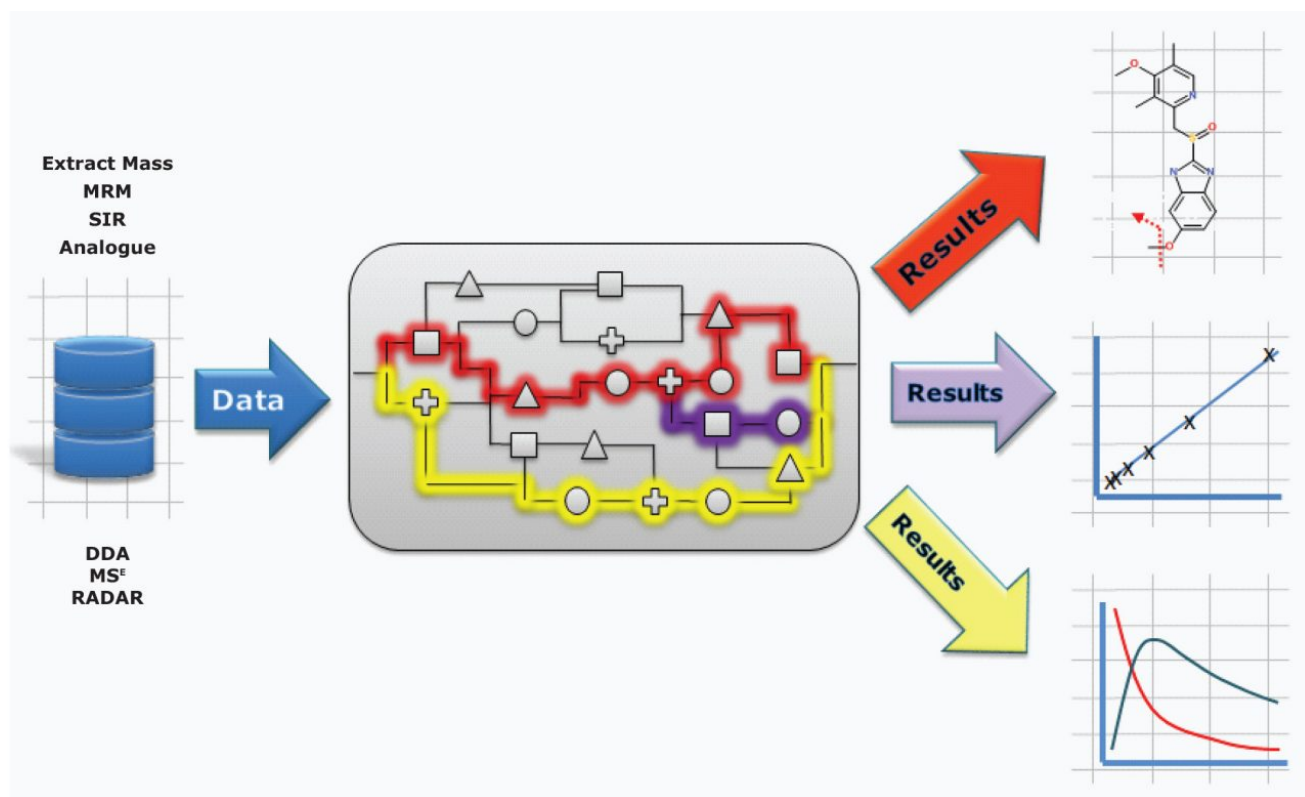 Extract Mass
MRM
SIR
Analogue
Data
DDA
MSᴱ
RADAR
Results
Results
Results
O
N
S
O
N
N
O
X
X
X
X
X
X